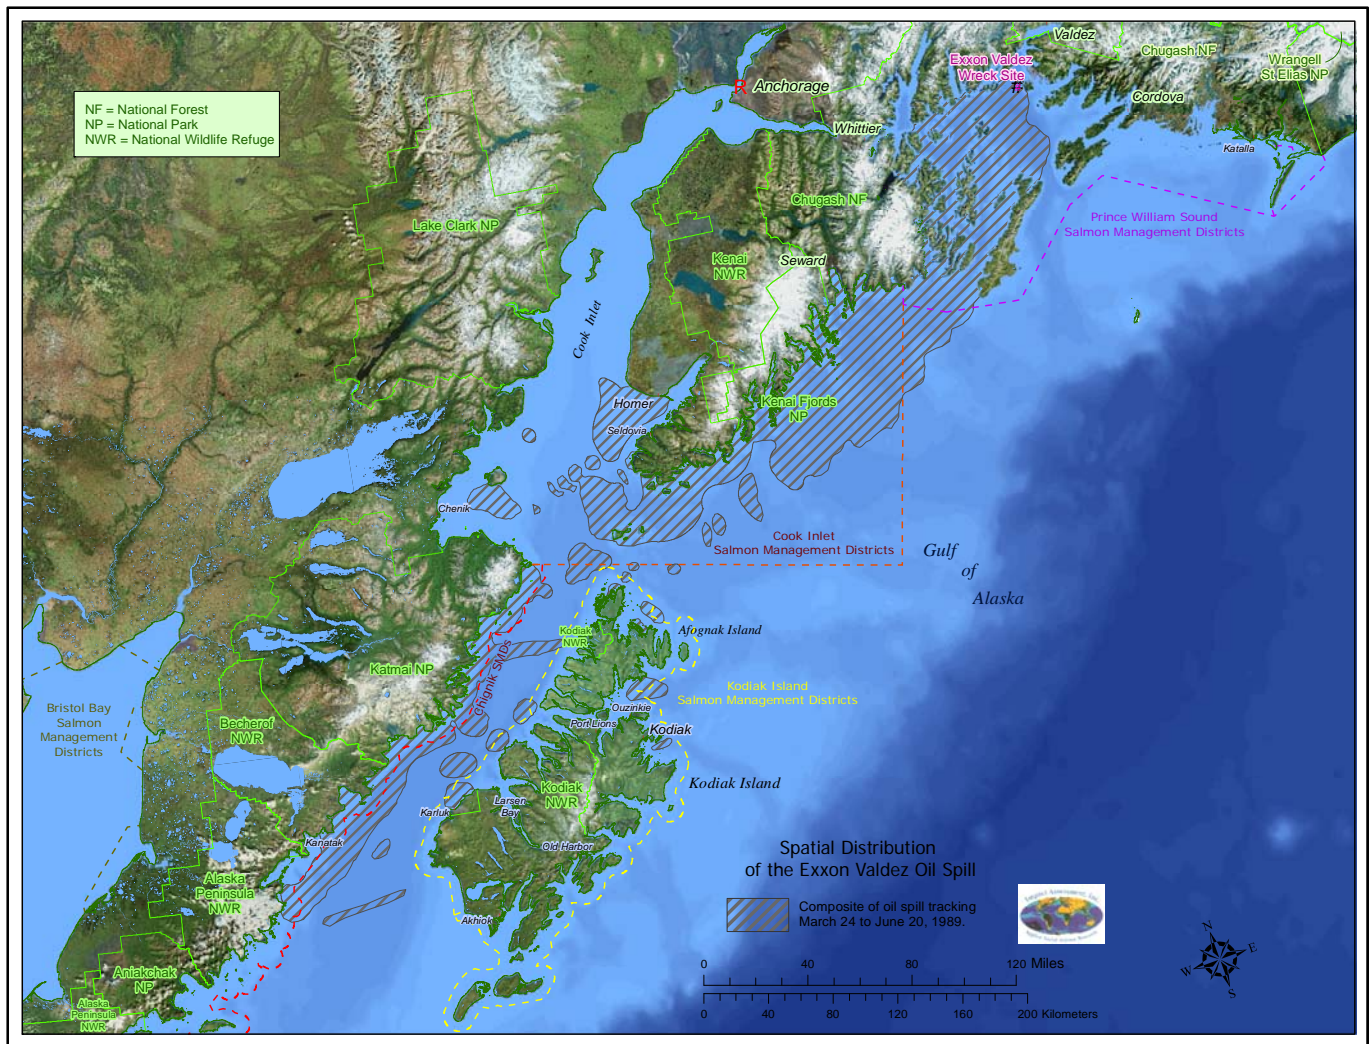 Valdez
Chugash NF
Wrangell
St Elias NP
Exxon Valdez
Wreck Site
#
R Anchorage
Cordova
Whittier
Katalla
NF = National Forest
NP = National Park
NWR = National Wildlife Refuge
Lake Clark NP
Chugash NF
Prince William Sound
Salmon Management Districts
Kenai
NWR
Seward
Cook Inlet
Homer
Seldovia
Kenai Fjords
NP
Chenik
Cook Inlet
Salmon Management Districts
Gulf
of
Alaska
Kodiak
NWR
Afognak Island
Katmai NP
Chignik SMDs
Kodiak Island
Salmon Management Districts
Ouzinkie
Port Lions
Kodiak
Bristol Bay
Salmon
Management
Districts
Becherof
NWR
Kodiak Island
Kodiak
NWR
Larsen
Bay
Karluk
Kanatak
Old Harbor
Alaska
Peninsula
NWR
Akhiok
Aniakchak
NP
Alaska
Peninsula
NWR
Spatial Distribution
of the Exxon Valdez Oil Spill
Composite of oil spill tracking
March 24 to June 20, 1989.
0 40 80 120 Miles
0 40 80 120 160 200 Kilometers
N
E
W
S